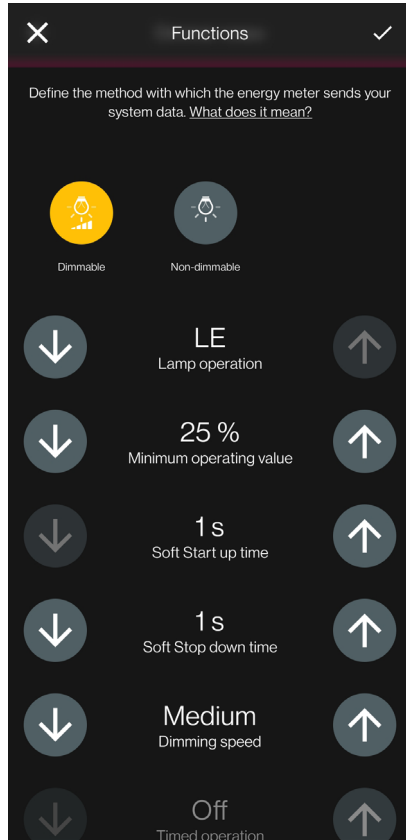 Functions
Define the method with which the energy meter sends your
system data. What does it mean?
Dimmable
Non-dimmable
LE
Lamp operation
25 %
Minimum operating value
1 s
Soft Start up time
1 s
Soft Stop down time
Medium
Dimming speed
Off
Timed operation